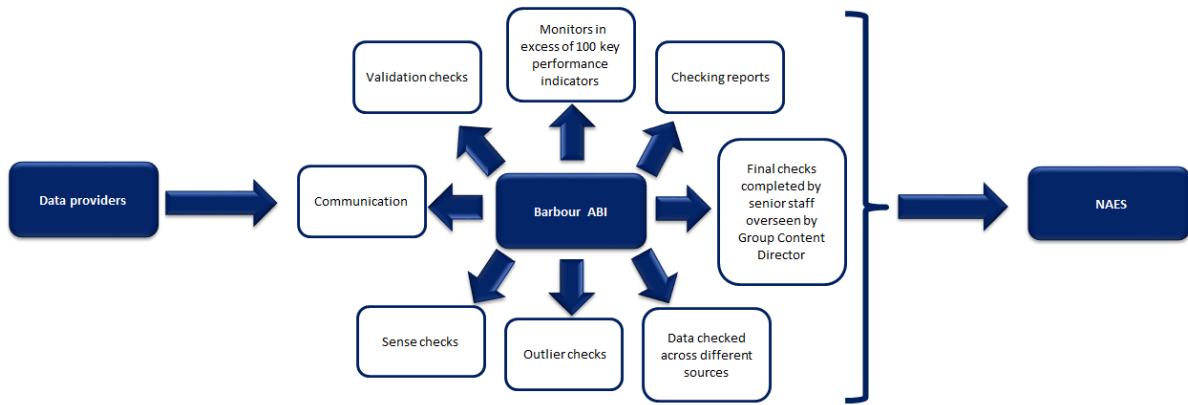 Monitors in
excess of 100 key
performance
indicators
Validation checks
Checking reports
Data providers
Communication
Barbour ABI
Final checks
completed by
senior staff
overseen by
Group Content
Director
NAES
Sense checks
Outlier checks
Data checked
across different
sources